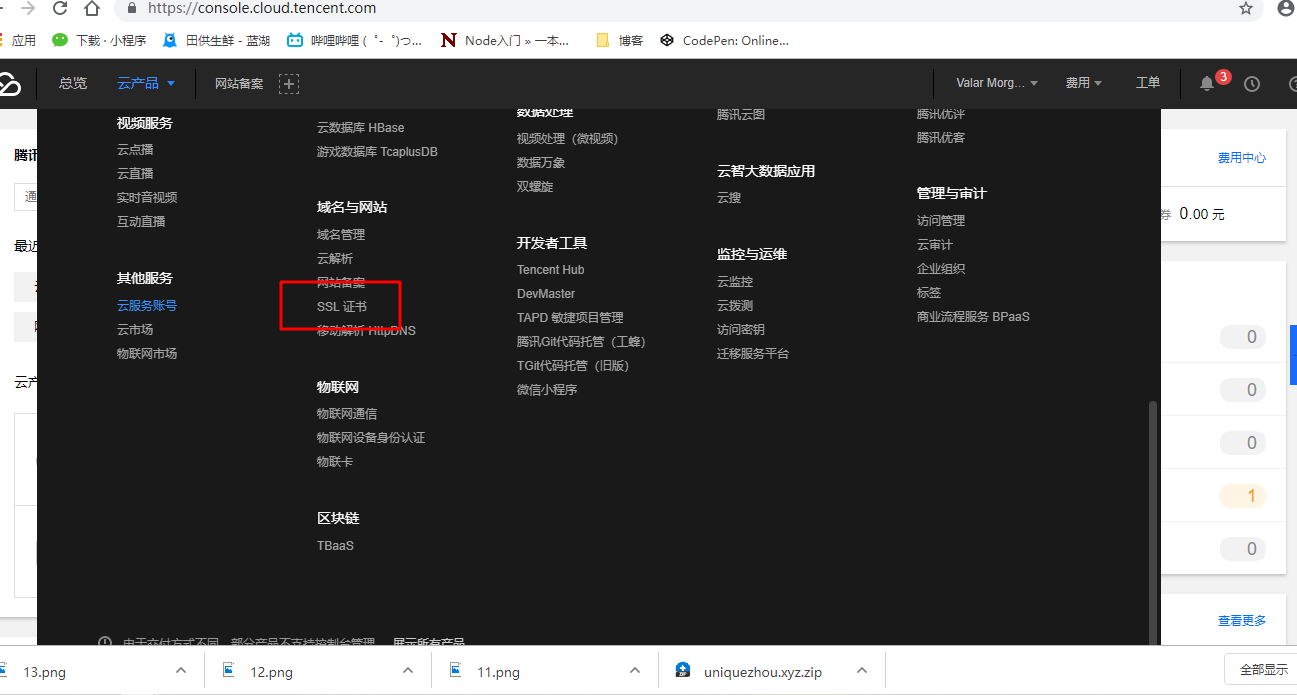 https://console.cloud.tencent.com
应用
下载 · 小程序
田供生鲜 - 蓝湖
哔哩哔哩 ( ゜- ゜)つ...
Node入门 » 一本...
博客
CodePen: Online...
总览
云产品
网站备案
Valar Morg...
费用
工单
3
视频服务
云点播
云直播
实时音视频
互动直播
其他服务
云服务账号
云市场
物联网市场
云数据库 HBase
游戏数据库 TcaplusDB
域名与网站
域名管理
云解析
网站备案
SSL 证书
移动解析 HttpDNS
物联网
物联网通信
物联网设备身份认证
物联卡
区块链
TBaaS
数据处理
视频处理（微视频）
数据万象
双螺旋
开发者工具
Tencent Hub
DevMaster
TAPD 敏捷项目管理
腾讯Git代码托管（工蜂）
TGit代码托管（旧版）
微信小程序
腾讯云图
云智大数据应用
云搜
监控与运维
云监控
云拨测
访问密钥
迁移服务平台
腾讯优评
腾讯优客
管理与审计
访问管理
云审计
企业组织
标签
商业流程服务 BPaaS
由于交付方式不同，部分产品不支持控制台管理
展示所有产品
腾讯
通
最近
云产
费用中心
券 0.00 元
0
0
0
1
0
查看更多
13.png
12.png
11.png
uniquezhou.xyz.zip
全部显示